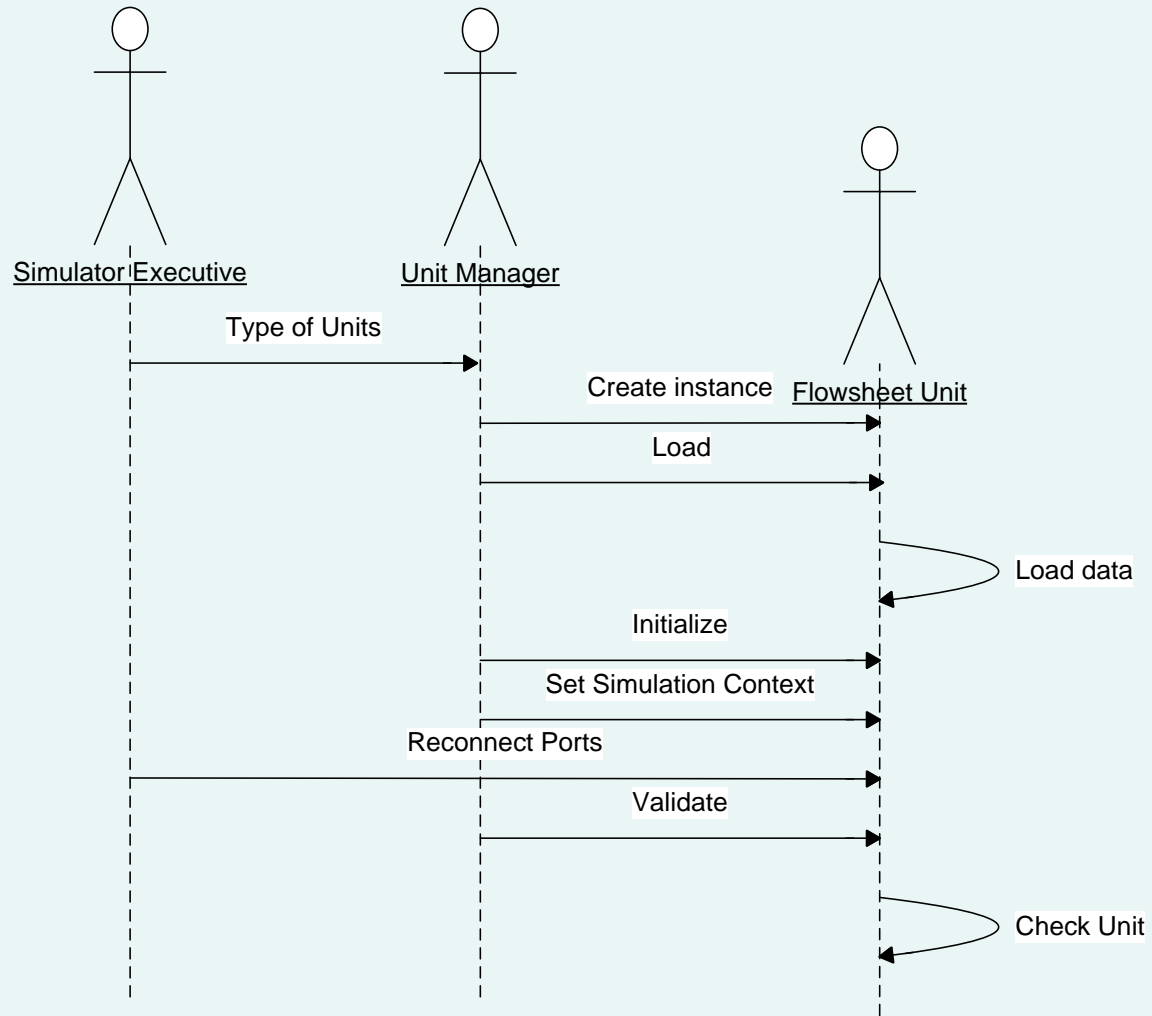 Simulator Executive
Unit Manager
Type of Units
Create instance
Flowsheet Unit
Load
Load data
Initialize
Set Simulation Context
Reconnect Ports
Validate
Check Unit